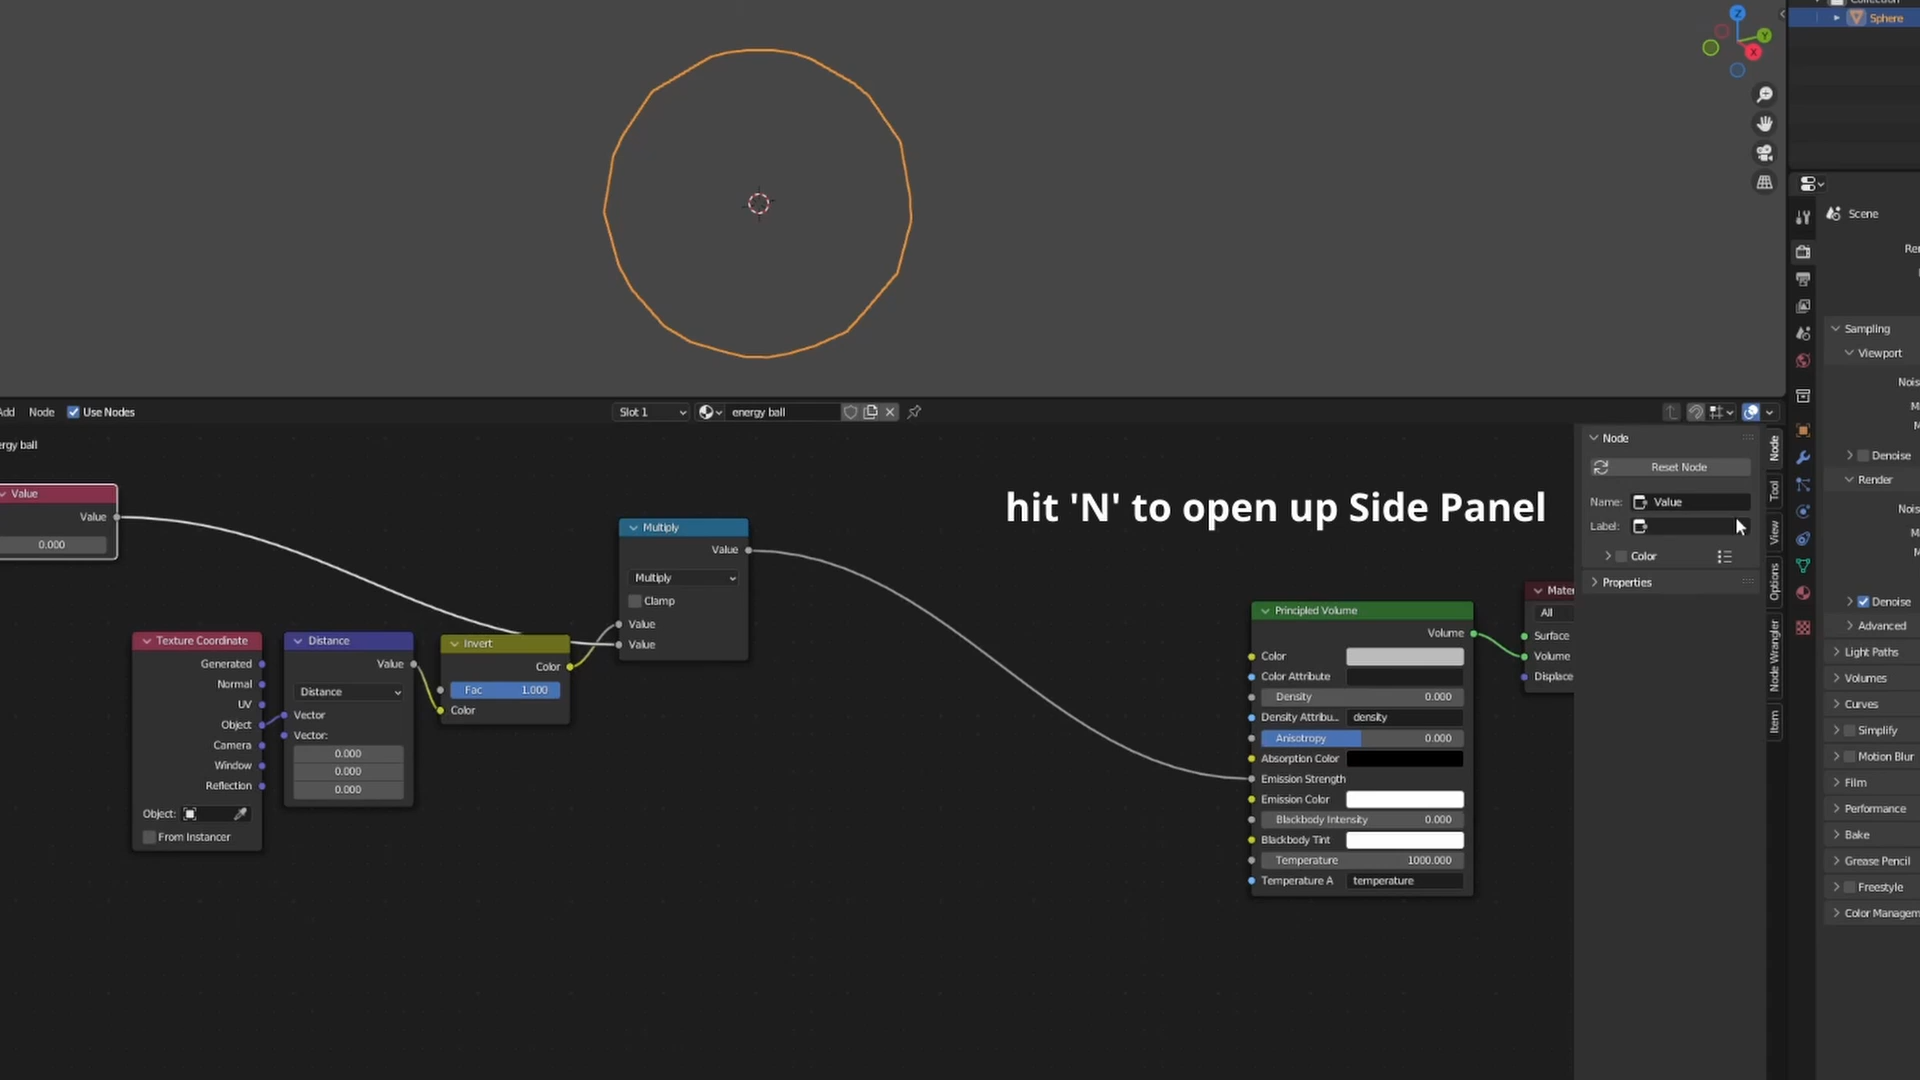 Collection
Sphere
Z
Y
X
Scene
Sampling
Viewport
Denoise
Render
Denoise
Advanced
Light Paths
Volumes
Curves
Simplify
Motion Blur
Film
Performance
Bake
Grease Pencil
Freestyle
Color Managem
Add Node Use Nodes Slot 1 energy ball
rgy ball
Value
Value
0.000
Texture Coordinate
Generated
Normal
UV
Object
Camera
Window
Reflection
Object:
From Instancer
Distance
Value
Distance
Vector
Vector:
0.000
0.000
0.000
Invert
Color
Fac 1.000
Color
Multiply
Value
Multiply
Clamp
Value
Value
hit 'N' to open up Side Panel
Principled Volume
Volume
Color
Color Attribute
Density 0.000
Density Attribu... density
Anisotropy 0.000
Absorption Color
Emission Strength
Emission Color
Blackbody Intensity 0.000
Blackbody Tint
Temperature 1000.000
Temperature A temperature
Mater
All
Surface
Volume
Displace
Node
Reset Node
Name: Value
Label:
Color
Properties
Node
Tool
View
Options
Node Wrangler
Item